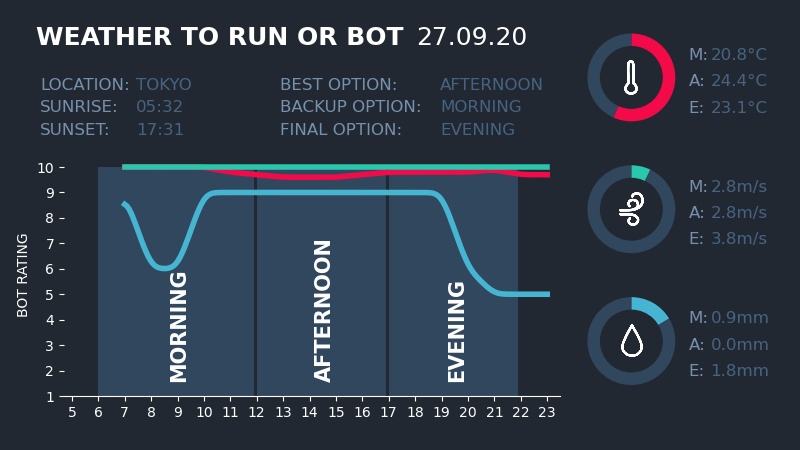 WEATHER TO RUN OR BOT 27.09.20
LOCATION: TOKYO
SUNRISE: 05:32
SUNSET: 17:31
BEST OPTION: AFTERNOON
BACKUP OPTION: MORNING
FINAL OPTION: EVENING
M: 20.8°C
A: 24.4°C
E: 23.1°C
M: 2.8m/s
A: 2.8m/s
E: 3.8m/s
M: 0.9mm
A: 0.0mm
E: 1.8mm
BOT RATING
10
9
8
7
6
5
4
3
2
1
MORNING
AFTERNOON
EVENING
5 6 7 8 9 10 11 12 13 14 15 16 17 18 19 20 21 22 23